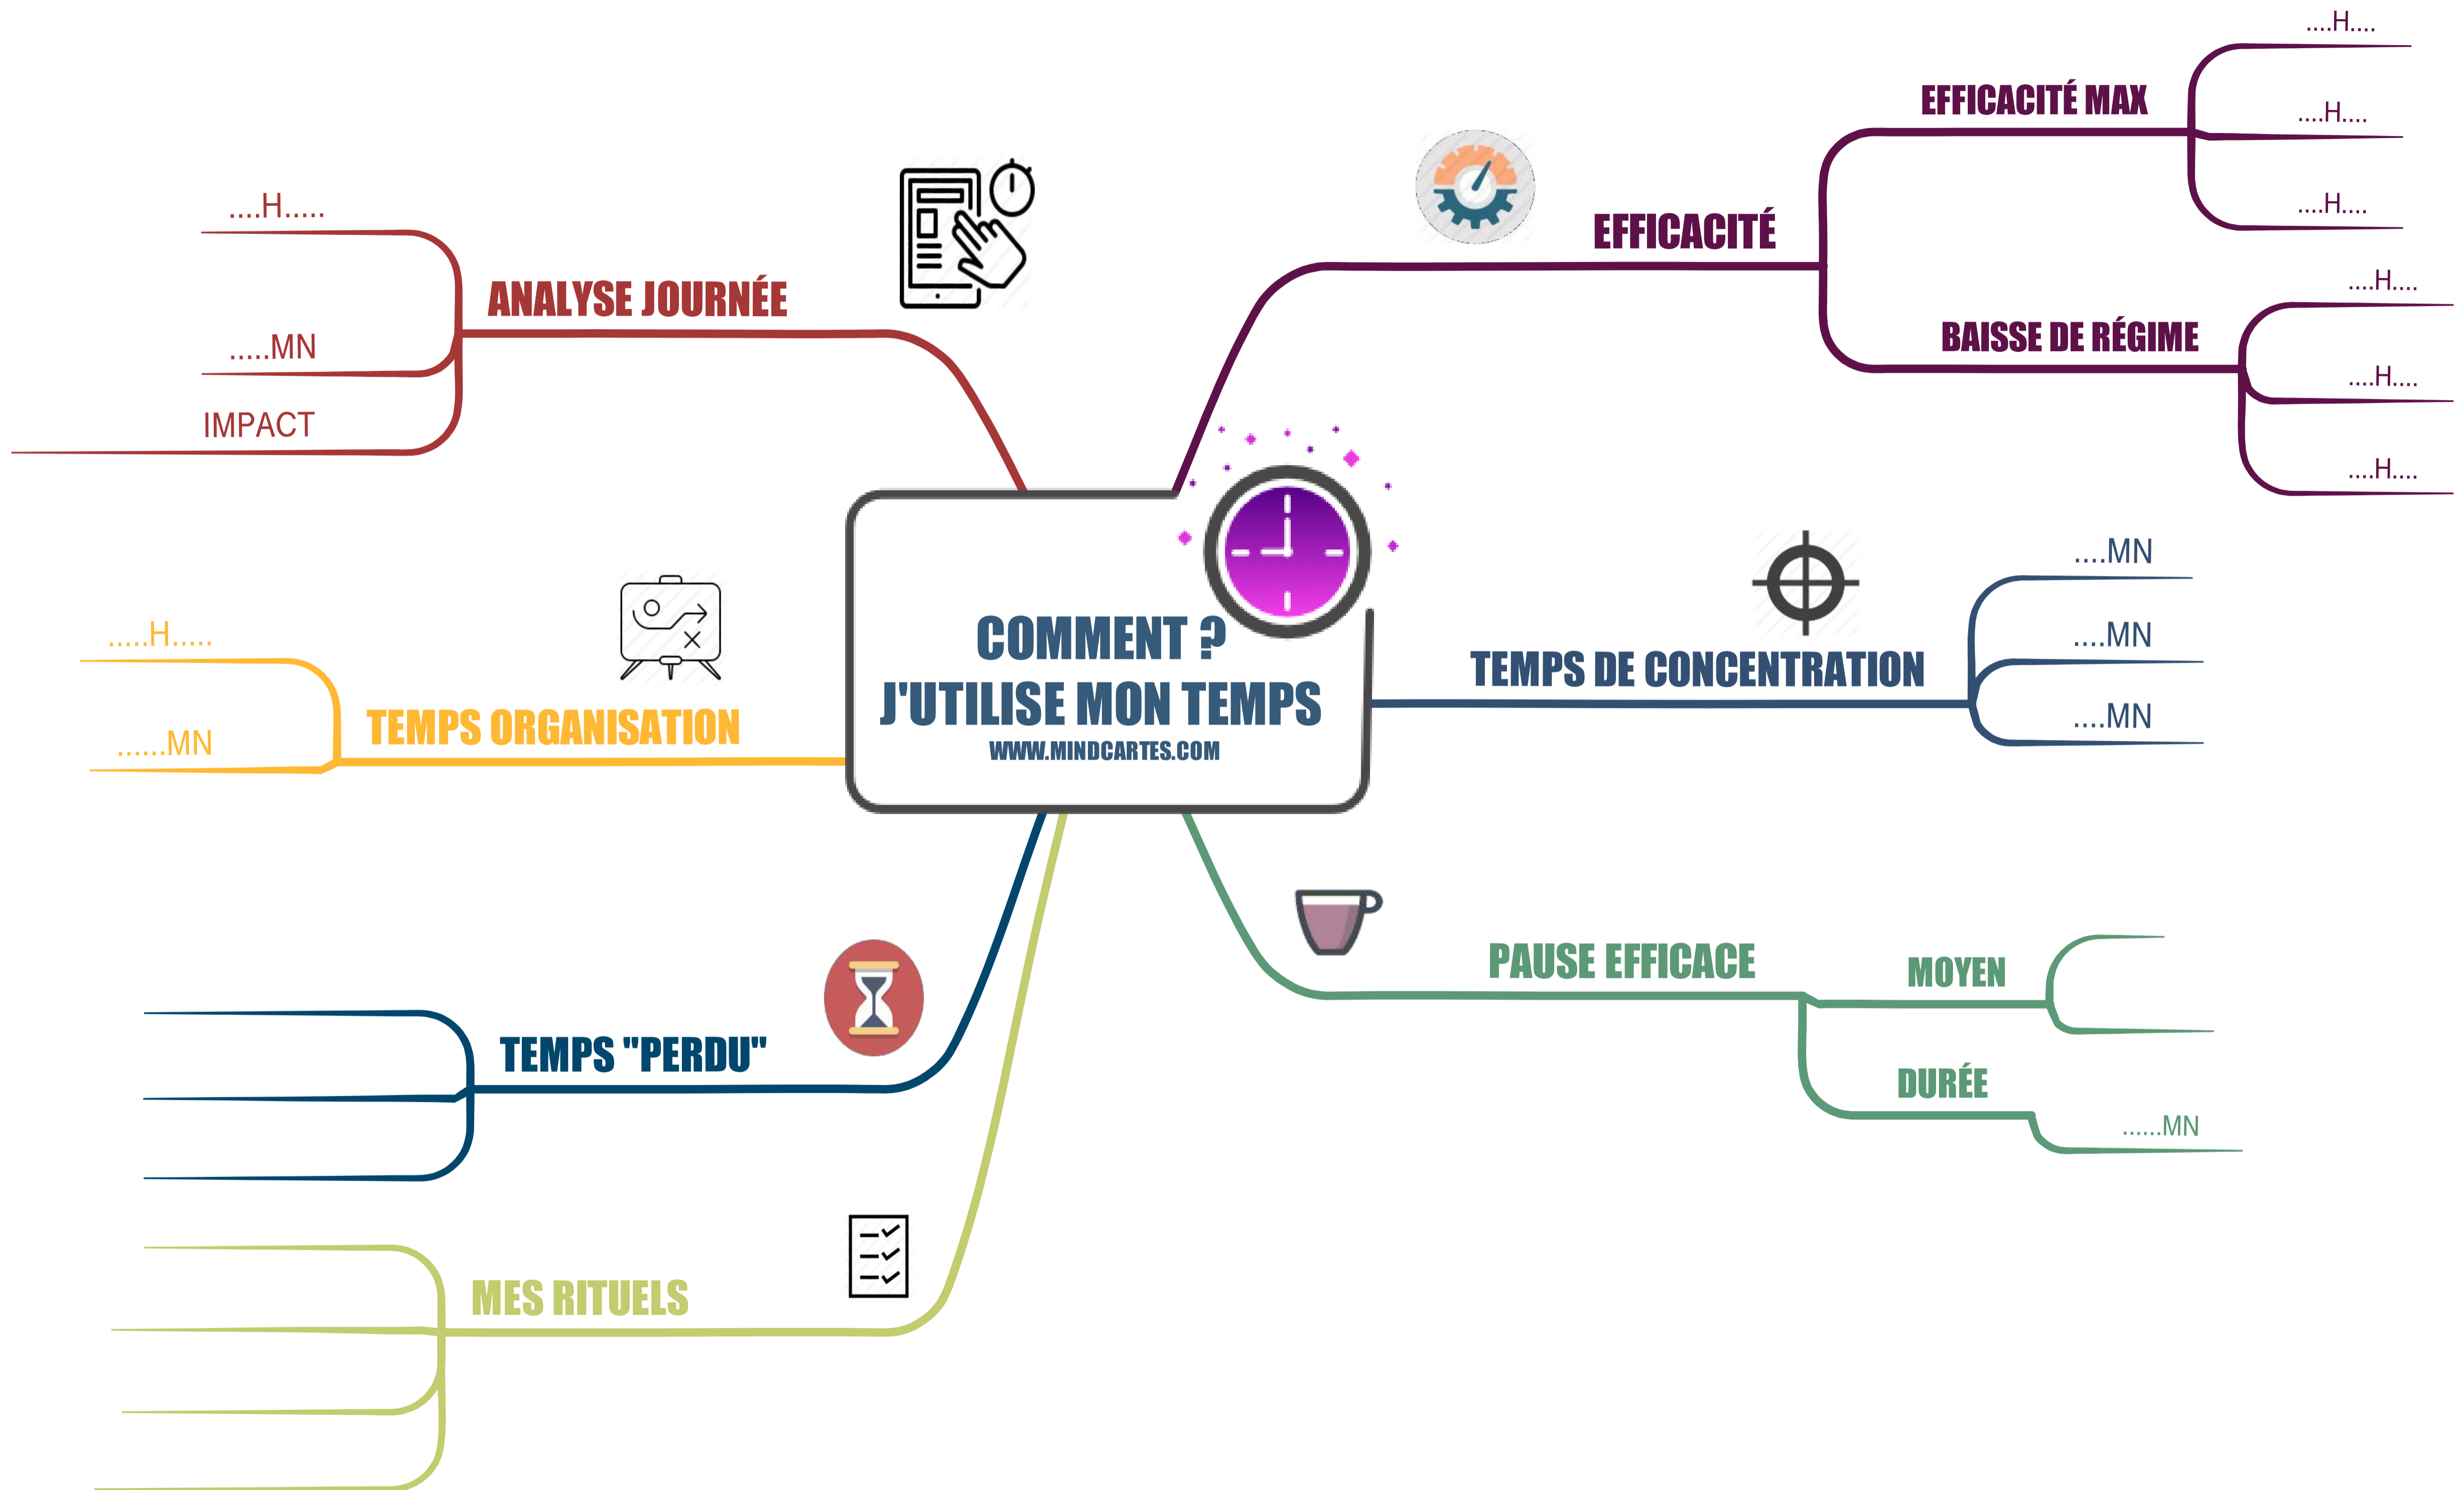 COMMENT ?
J'UTILISE MON TEMPS
WWW.MINDCARTES.COM
EFFICACITÉ
EFFICACITÉ MAX
....H....
....H....
....H....
BAISSE DE RÉGIME
....H....
....H....
....H....
TEMPS DE CONCENTRATION
....MN
....MN
....MN
PAUSE EFFICACE
MOYEN
DURÉE
......MN
MES RITUELS
TEMPS "PERDU"
TEMPS ORGANISATION
.....H.....
......MN
ANALYSE JOURNÉE
....H.....
.....MN
IMPACT